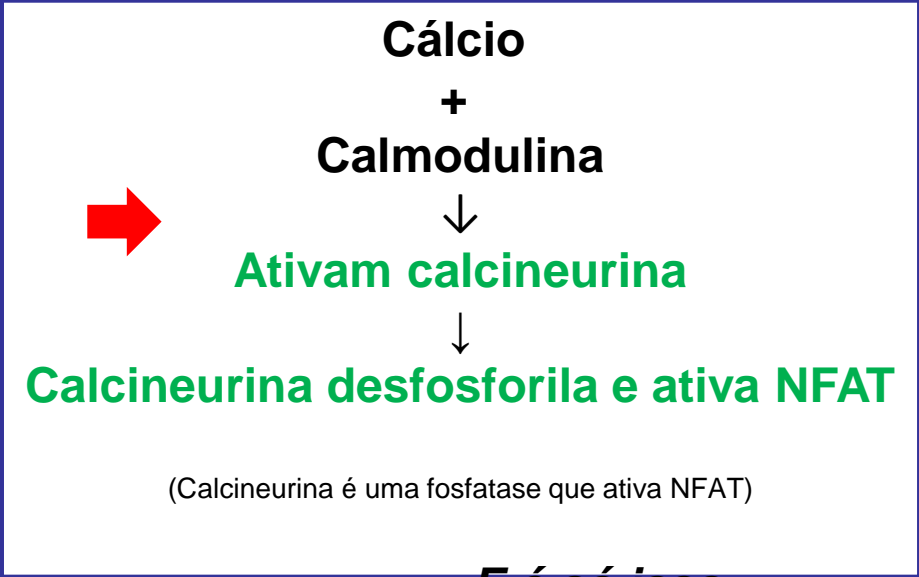 Cálcio
+
Calmodulina
↓
Ativam calcineurina
↓
Calcineurina desfosforila e ativa NFAT
(Calcineurina é uma fosfatase que ativa NFAT)